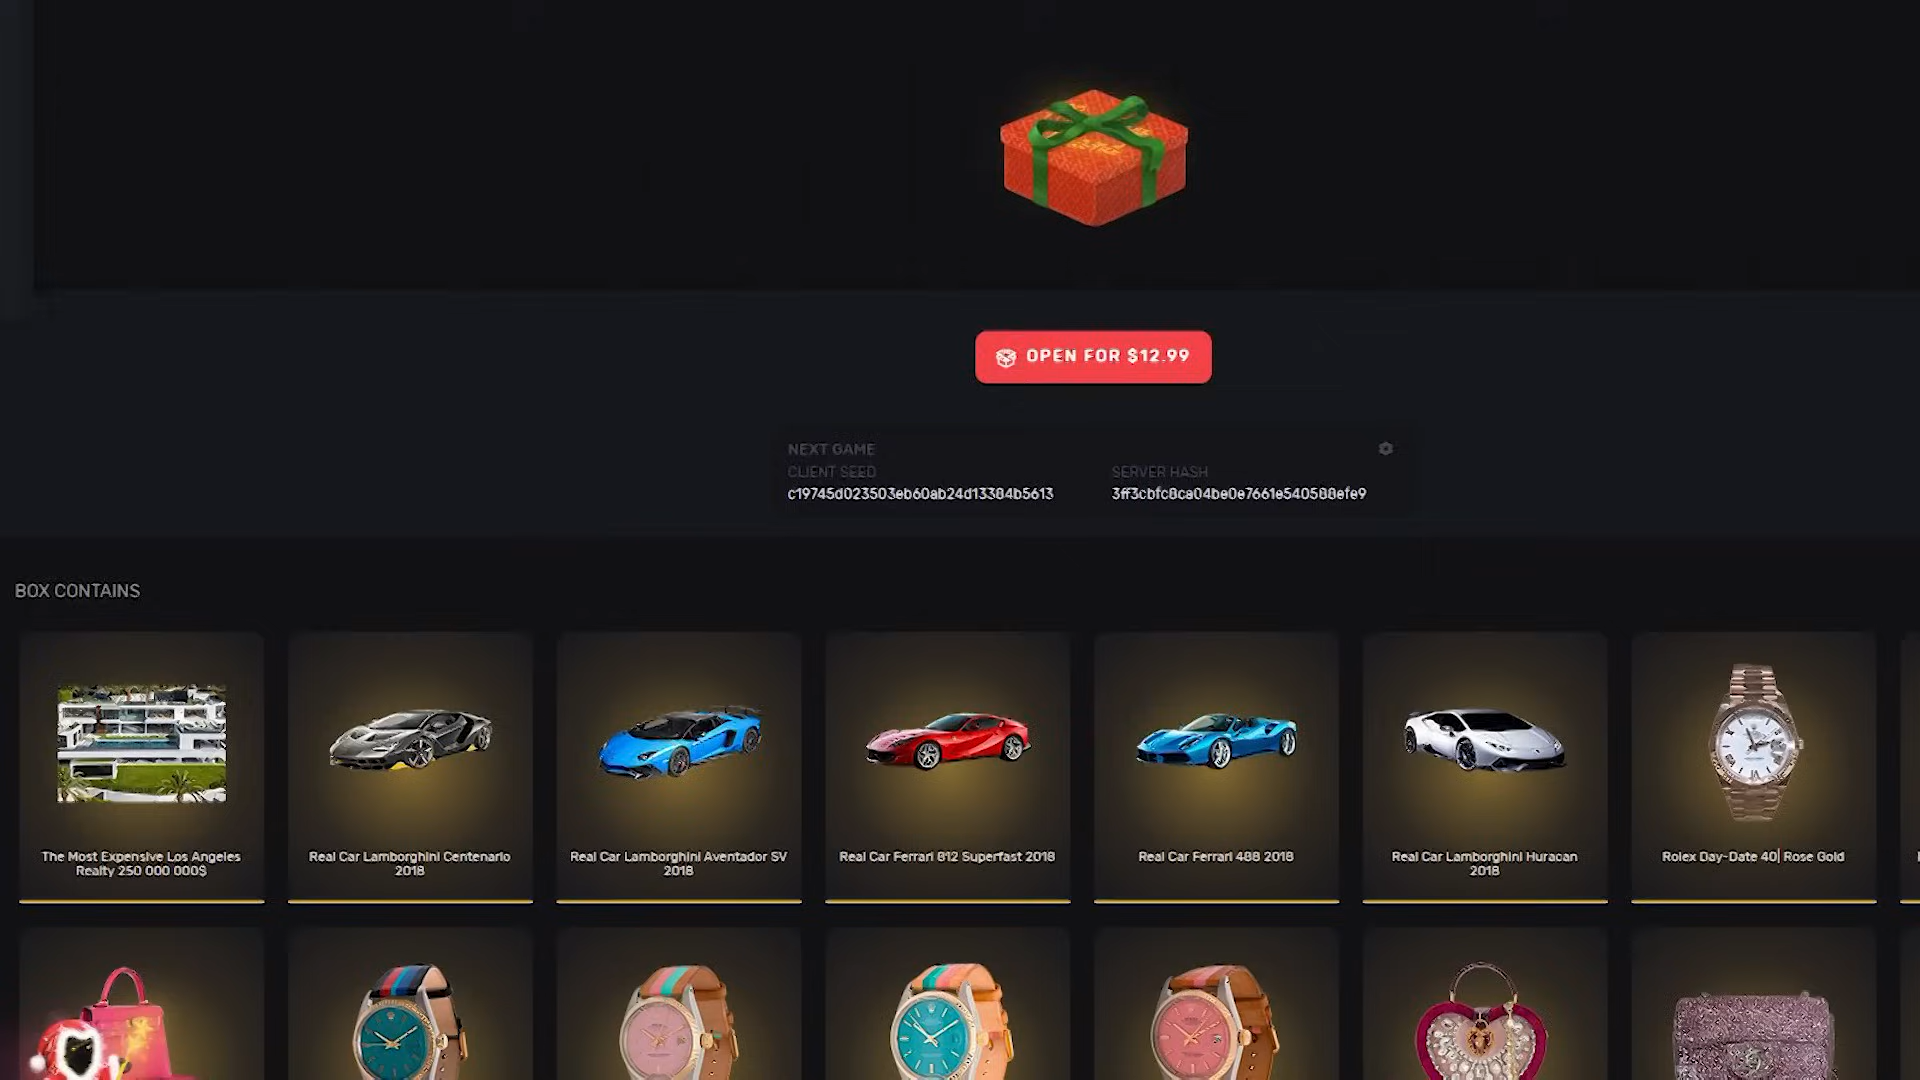 OPEN FOR $12.99
NEXT GAME
CLIENT SEED
SERVER HASH
c19745d023503eb60ab24d13384b5613
3ff3cbfc8ca04be0e7661e540588efe9
BOX CONTAINS
The Most Expensive Los Angeles
Realty 250 000 000$
Real Car Lamborghini Centenario
2018
Real Car Lamborghini Aventador SV
2018
Real Car Ferrari 812 Superfast 2018
Real Car Ferrari 488 2018
Real Car Lamborghini Huracan
2018
Rolex Day-Date 40| Rose Gold